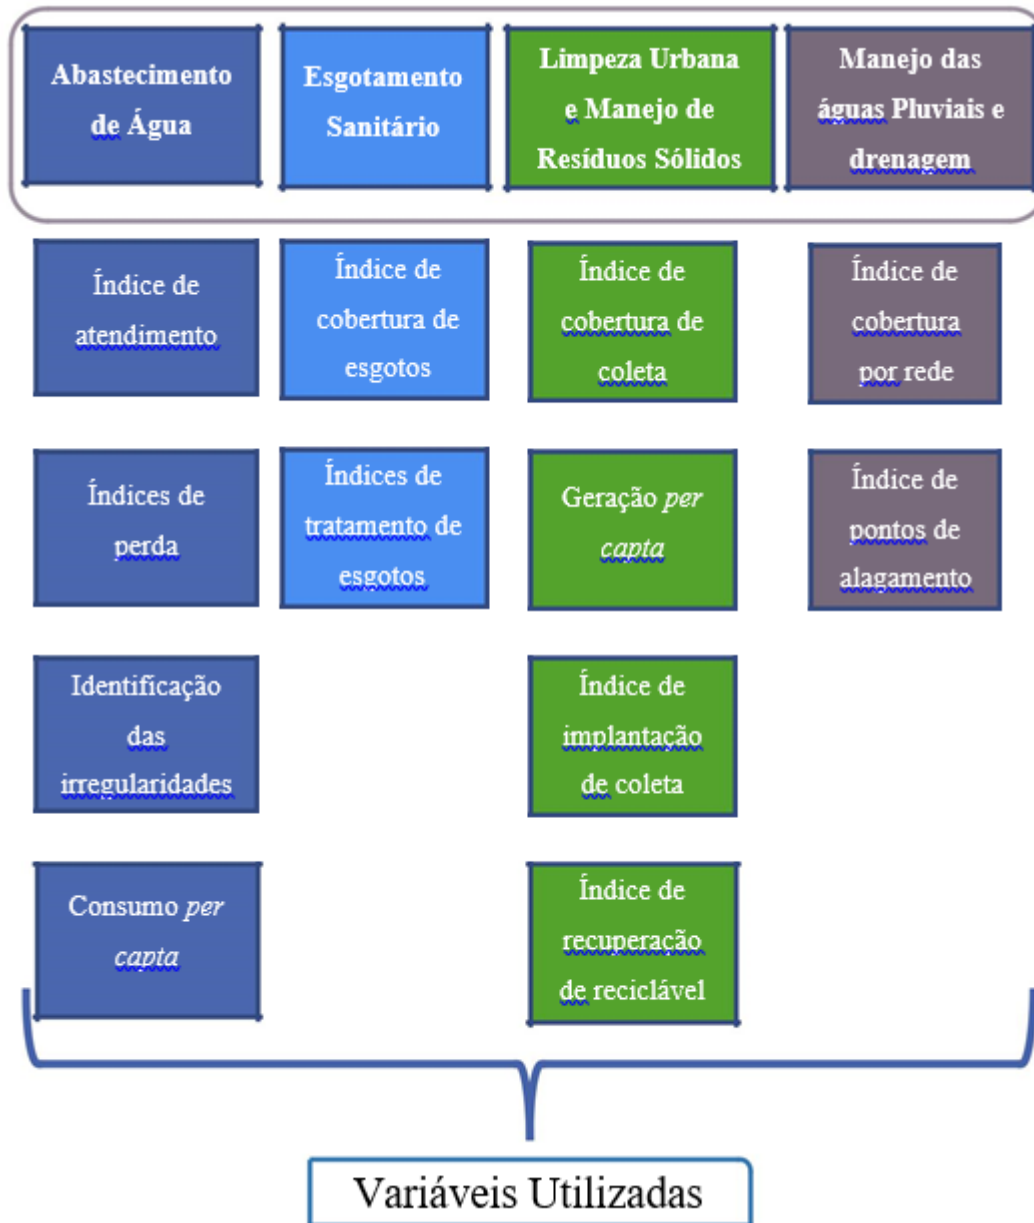 Abastecimento
de Água
Esgotamento
Sanitário
Limpeza Urbana
e Manejo de
Resíduos Sólidos
Manejo das
águas Pluviais e
drenagem
Índice de
atendimento
Índice de
cobertura de
esgotos
Índice de
cobertura de
coleta
Índice de
cobertura
por rede
Índices de
perda
Índices de
tratamento de
esgotos
Geração per
capta
Índice de
pontos de
alagamento
Identificação
das
irregularidades
Índice de
implantação
de coleta
Consumo per
capta
Índice de
recuperação
de reciclável
Variáveis Utilizadas